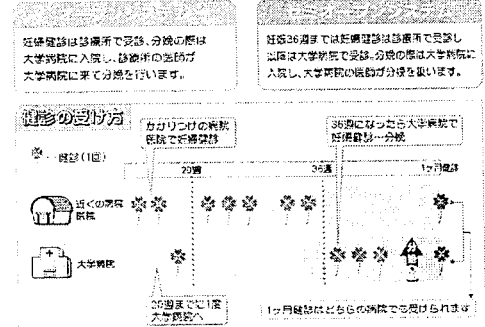 妊婦健診は診療所で受診、分娩の際は
大学病院に入院し、診療所の医師が
大学病院に来て分娩を行います。
妊娠36週までは妊婦健診は診療所で受診し
以降は大学病院で受診。分娩の際は大学病院に
入院し、大学病院の医師が分娩を扱います。
健診の受け方
かかりつけの病院
医院で妊婦健診
36週になったら大学病院で
妊婦健診〜分娩
健診(1回)
20週
36週
1ヶ月健診
近くの病院
医院
大学病院
20週までに1度
大学病院へ
1ヶ月健診はどちらの病院でも受けられます